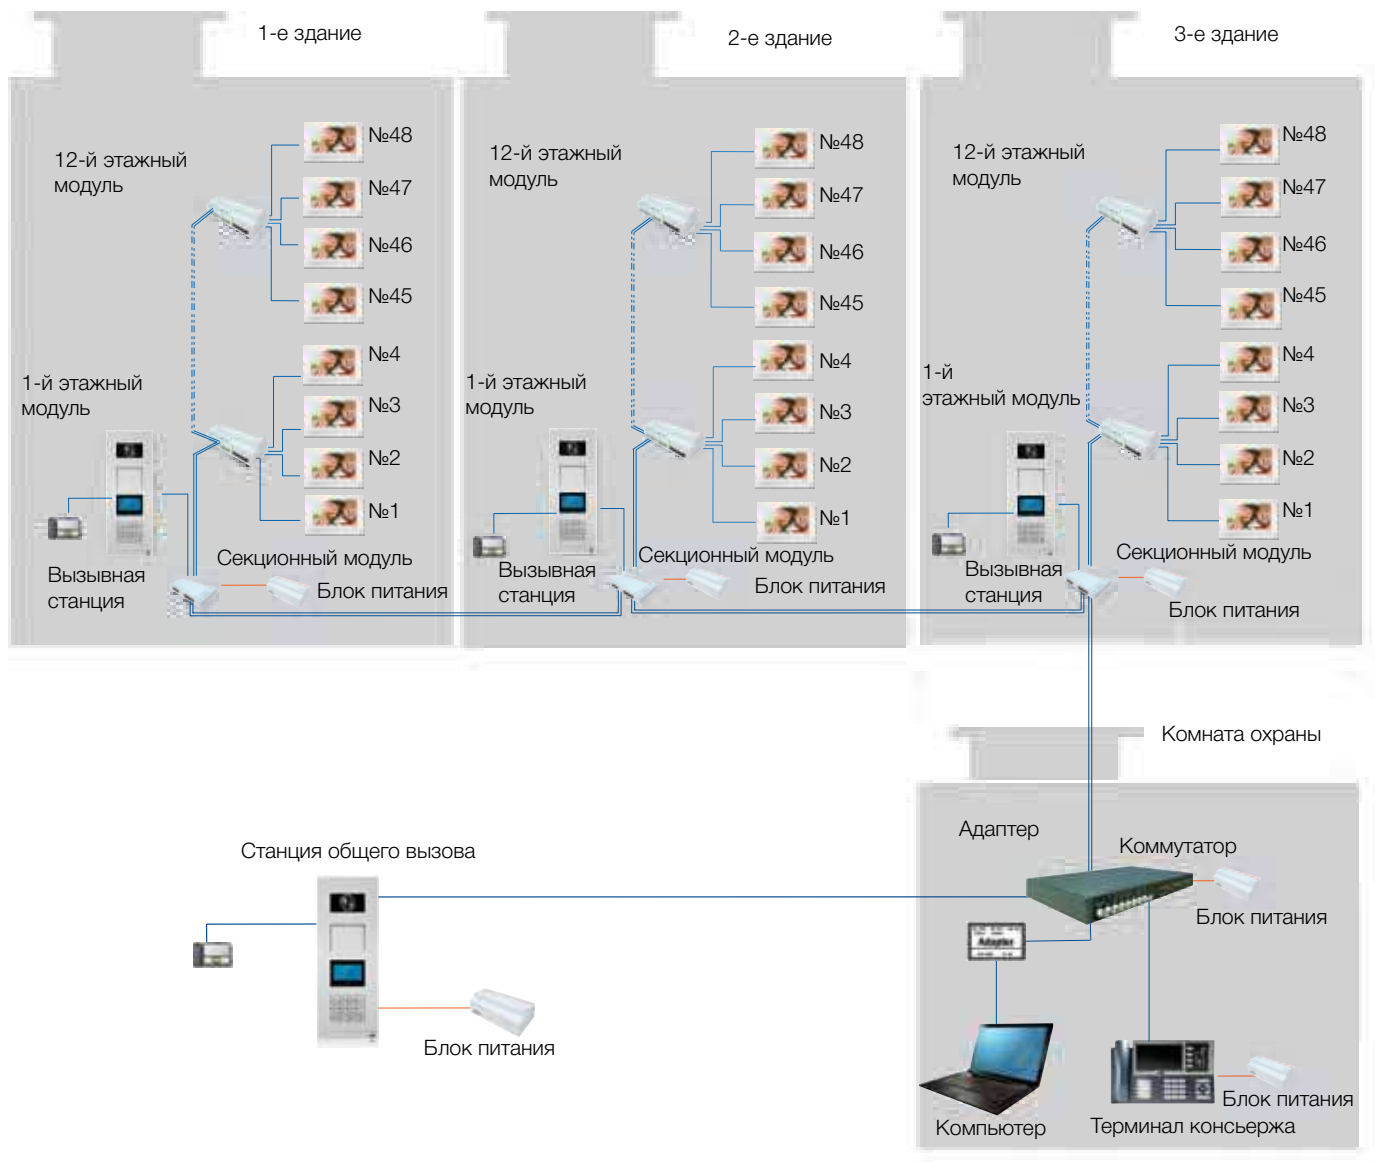 1-е здание
12-й этажный
модуль
№48
№47
№46
№45
1-й этажный
модуль
№4
№3
№2
№1
Вызывная
станция
Секционный модуль
Блок питания
2-е здание
12-й этажный
модуль
№48
№47
№46
№45
1-й этажный
модуль
№4
№3
№2
№1
Вызывная
станция
Секционный модуль
Блок питания
3-е здание
12-й этажный
модуль
№48
№47
№46
№45
1-й
этажный модуль
№4
№3
№2
№1
Вызывная
станция
Секционный модуль
Блок питания
Комната охраны
Адаптер
Коммутатор
Блок питания
Adapter
Компьютер
Терминал консьержа
Блок питания
Станция общего вызова
Блок питания